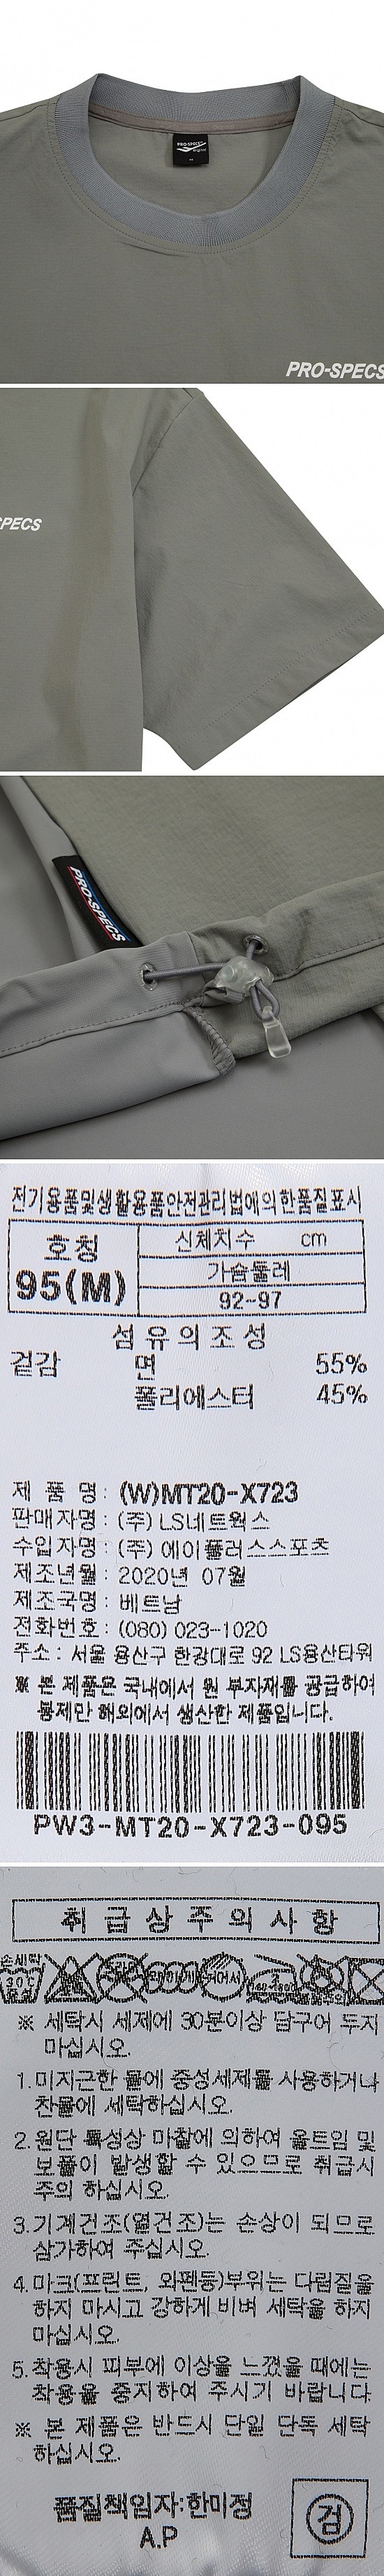 PRO-SPECS
Original
PRO-SPECS
PECS
PRO-SPECS
전기용품및생활용품안전관리법에의한품질표시
호칭
95(M)
신체치수 cm
가슴둘레
92~97
섬유의조성
겉감 면 55%
폴리에스터 45%
제 품 명 : (W)MT20-X723
판매자명 : (주) LS네트웍스
수입자명 : (주) 에이플러스스포츠
제조년월 : 2020년 07월
제조국명 : 베트남
전화번호 : (080) 023-1020
주소 : 서울 용산구 한강대로 92 LS용산타워
※ 본 제품은 국내에서 원 부자재를 공급하여
통제만 해외에서 생산한 제품입니다.
PW3-MT20-X723-095
취급상주의사항
손세탁
30℃
※ 세탁시 세제에 30분이상 담구어 두지
마십시오.
1. 미지근한 물에 중성세제를 사용하거나
찬물에 세탁하십시오.
2. 원단 특성상 마찰에 의하여 올트임 및
보풀이 발생할 수 있으므로 취급시
주의 하십시오.
3. 기계건조(열건조)는 손상이 되므로
삼가하여 주십시오.
4. 마크(프린트, 와펜등)부위는 다림질을
하지 마시고 강하게 비벼 세탁을 하지
마십시오.
5. 착용시 피부에 이상을 느꼈을 때에는
착용을 중지하여 주시기 바랍니다.
※ 본 제품은 반드시 단일 단독 세탁
하십시오.
품질책임자:한미정
A.P
검